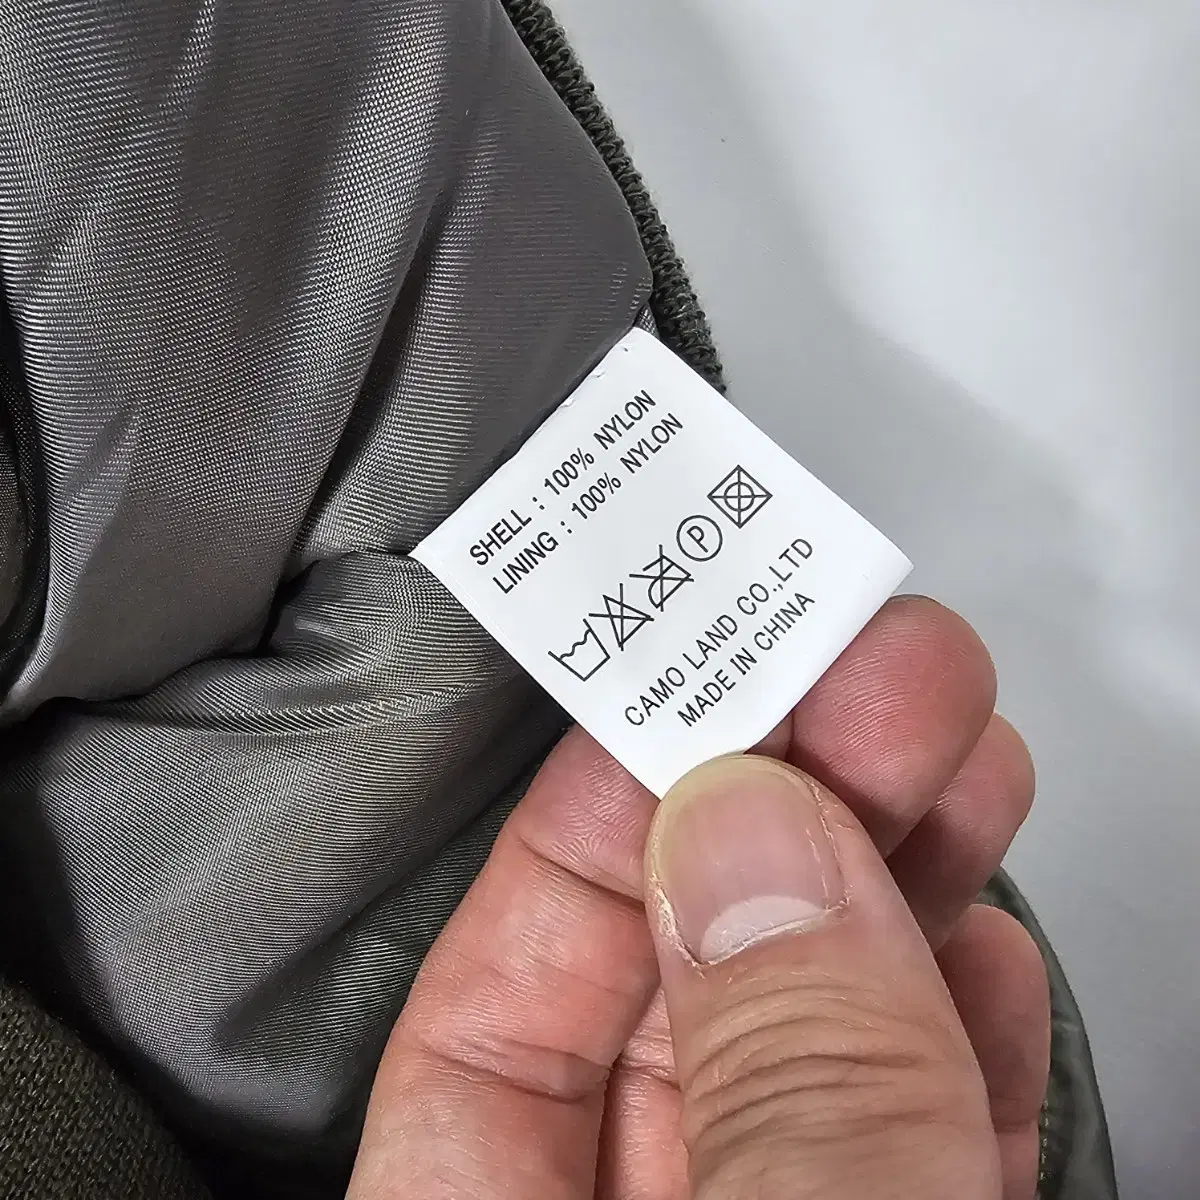 SHELL : 100% NYLON
LINING : 100% NYLON
P
CAMO LAND CO.,LTD
MADE IN CHINA